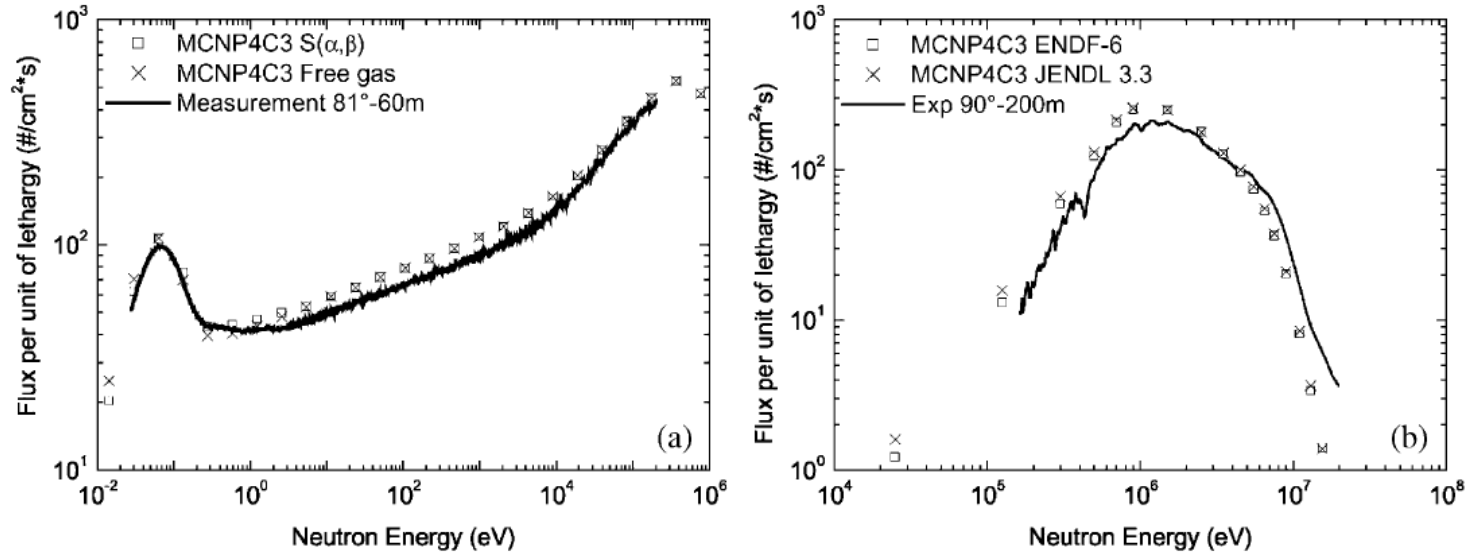 10³
10²
10¹
Flux per unit of lethargy (#/cm²*s)
MCNP4C3 S(α,β)
MCNP4C3 Free gas
Measurement 81°-60m
(a)
10⁻² 10⁰ 10² 10⁴ 10⁶
Neutron Energy (eV)
10³
10²
10¹
10⁰
Flux per unit of lethargy (#/cm²*s)
MCNP4C3 ENDF-6
MCNP4C3 JENDL 3.3
Exp 90°-200m
(b)
10⁴ 10⁵ 10⁶ 10⁷ 10⁸
Neutron Energy (eV)